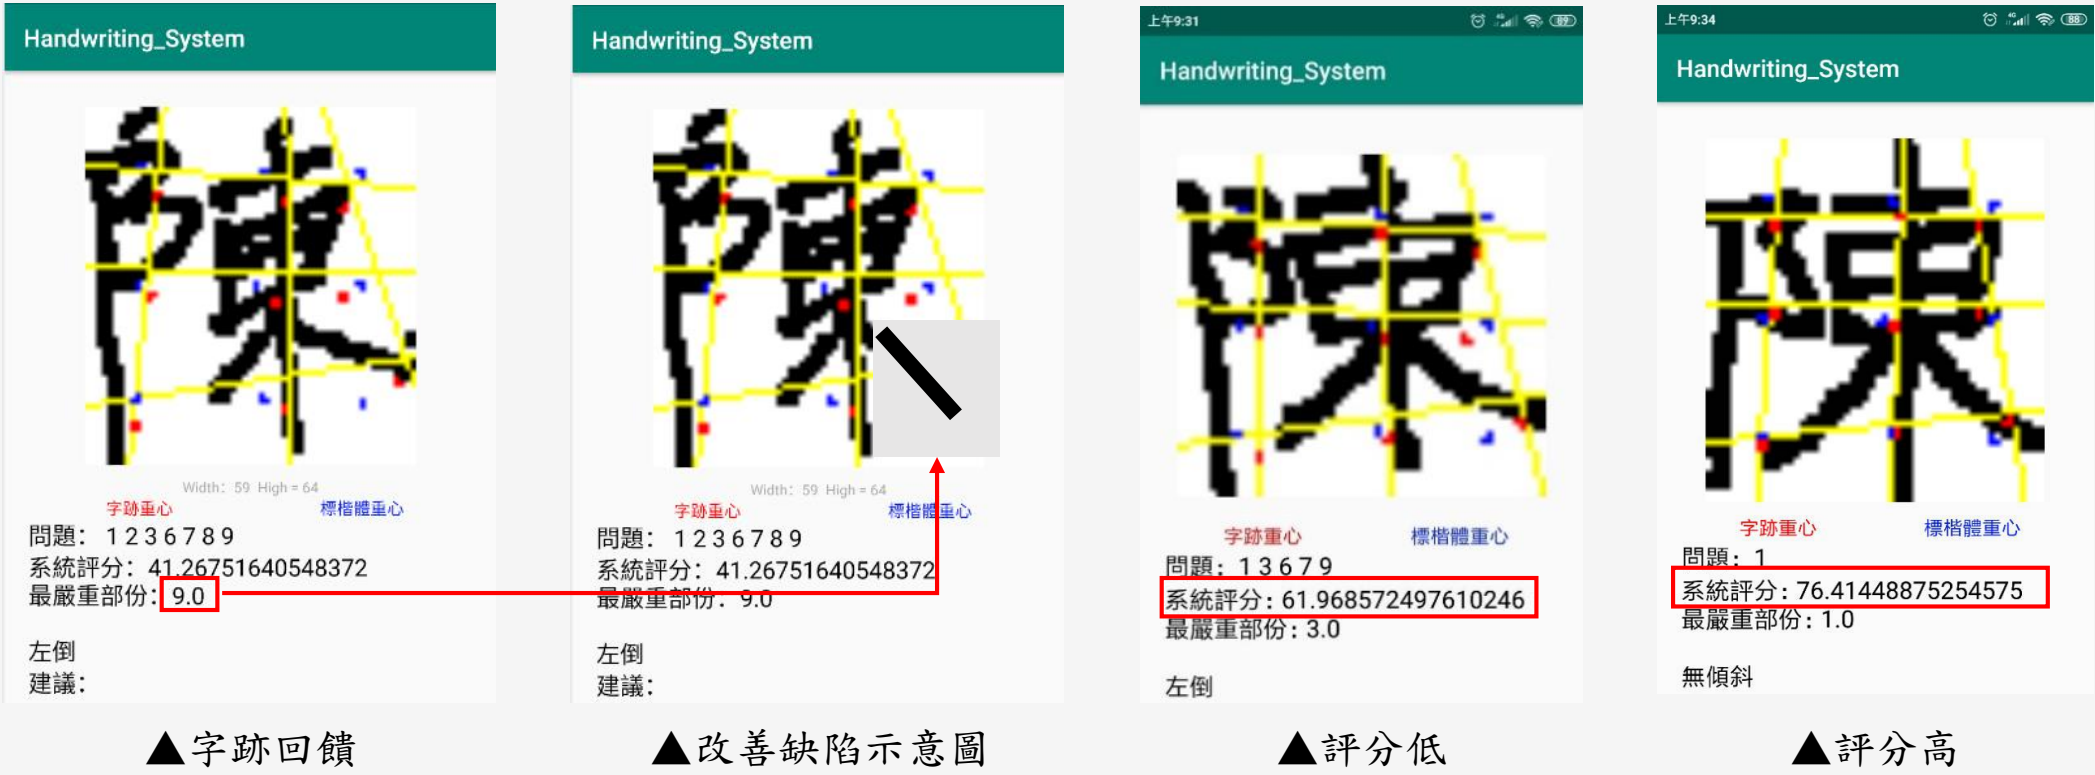 Handwriting_System
Width: 59 High = 64
字跡重心 標楷體重心
問題: 1 2 3 6 7 8 9
系統評分: 41.26751640548372
最嚴重部份: 9.0
左倒
建議:
▲字跡回饋
Handwriting_System
Width: 59 High = 64
字跡重心 標楷體重心
問題: 1 2 3 6 7 8 9
系統評分: 41.26751640548372
最嚴重部份: 9.0
左倒
建議:
▲改善缺陷示意圖
上午9:31 4G 89
Handwriting_System
陳
字跡重心 標楷體重心
問題: 1 3 6 7 9
系統評分: 61.968572497610246
最嚴重部份: 3.0
左倒
▲評分低
上午9:34 4G 88
Handwriting_System
陳
字跡重心 標楷體重心
問題: 1
系統評分: 76.41448875254575
最嚴重部份: 1.0
無傾斜
▲評分高